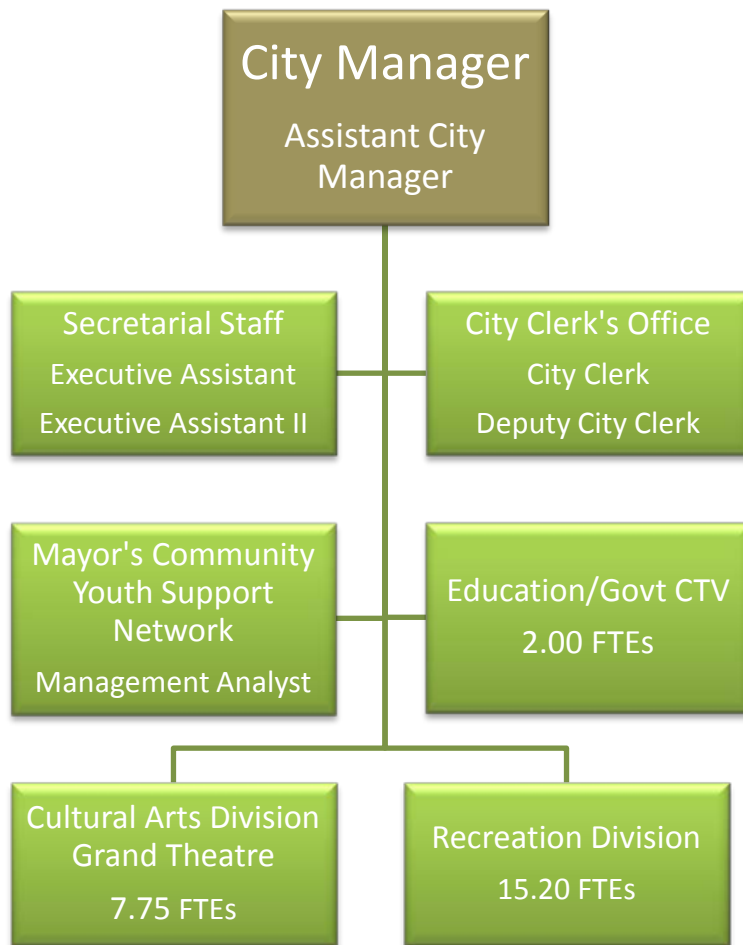 City Manager
Assistant City
Manager
Secretarial Staff
Executive Assistant
Executive Assistant II
City Clerk's Office
City Clerk
Deputy City Clerk
Mayor's Community
Youth Support
Network
Management Analyst
Education/Govt CTV
2.00 FTEs
Cultural Arts Division
Grand Theatre
7.75 FTEs
Recreation Division
15.20 FTEs